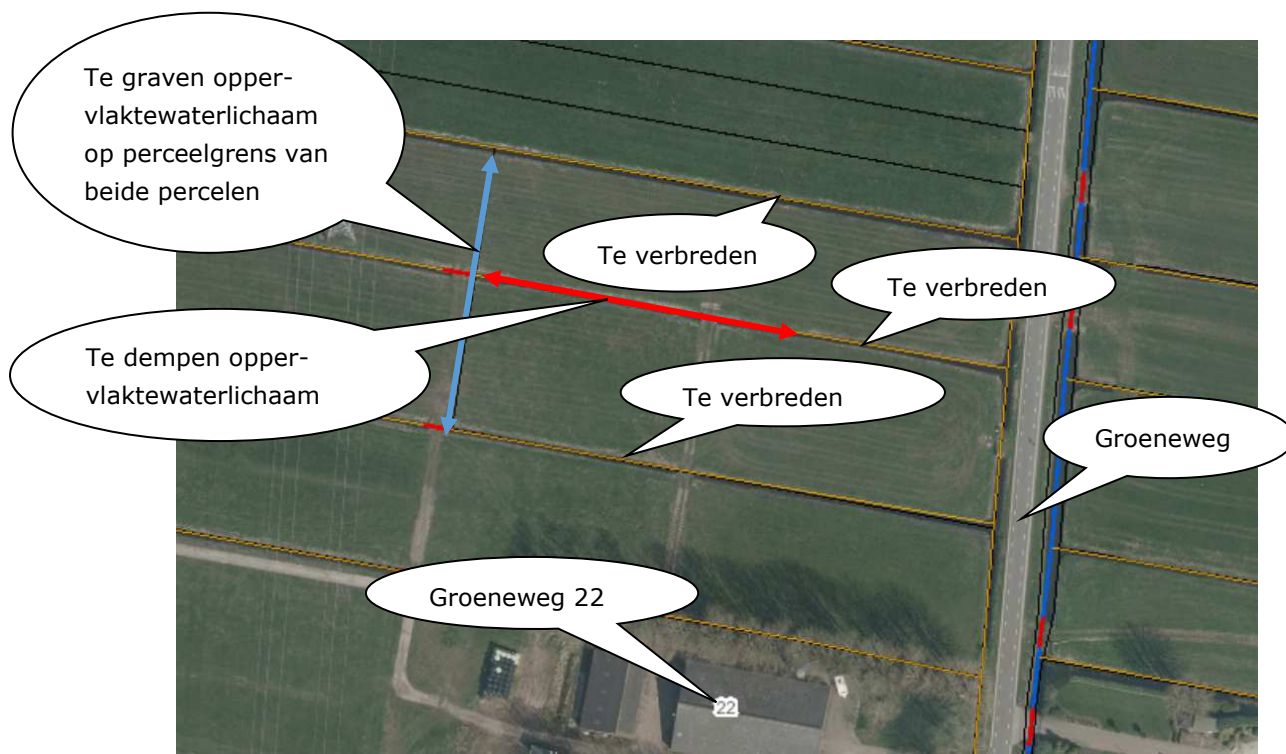 Te graven opper-
vlaktewaterlichaam
op perceelgrens van
beide percelen
Te verbreden
Te verbreden
Te dempen opper-
vlaktewaterlichaam
Te verbreden
Groeneweg
Groeneweg 22
22